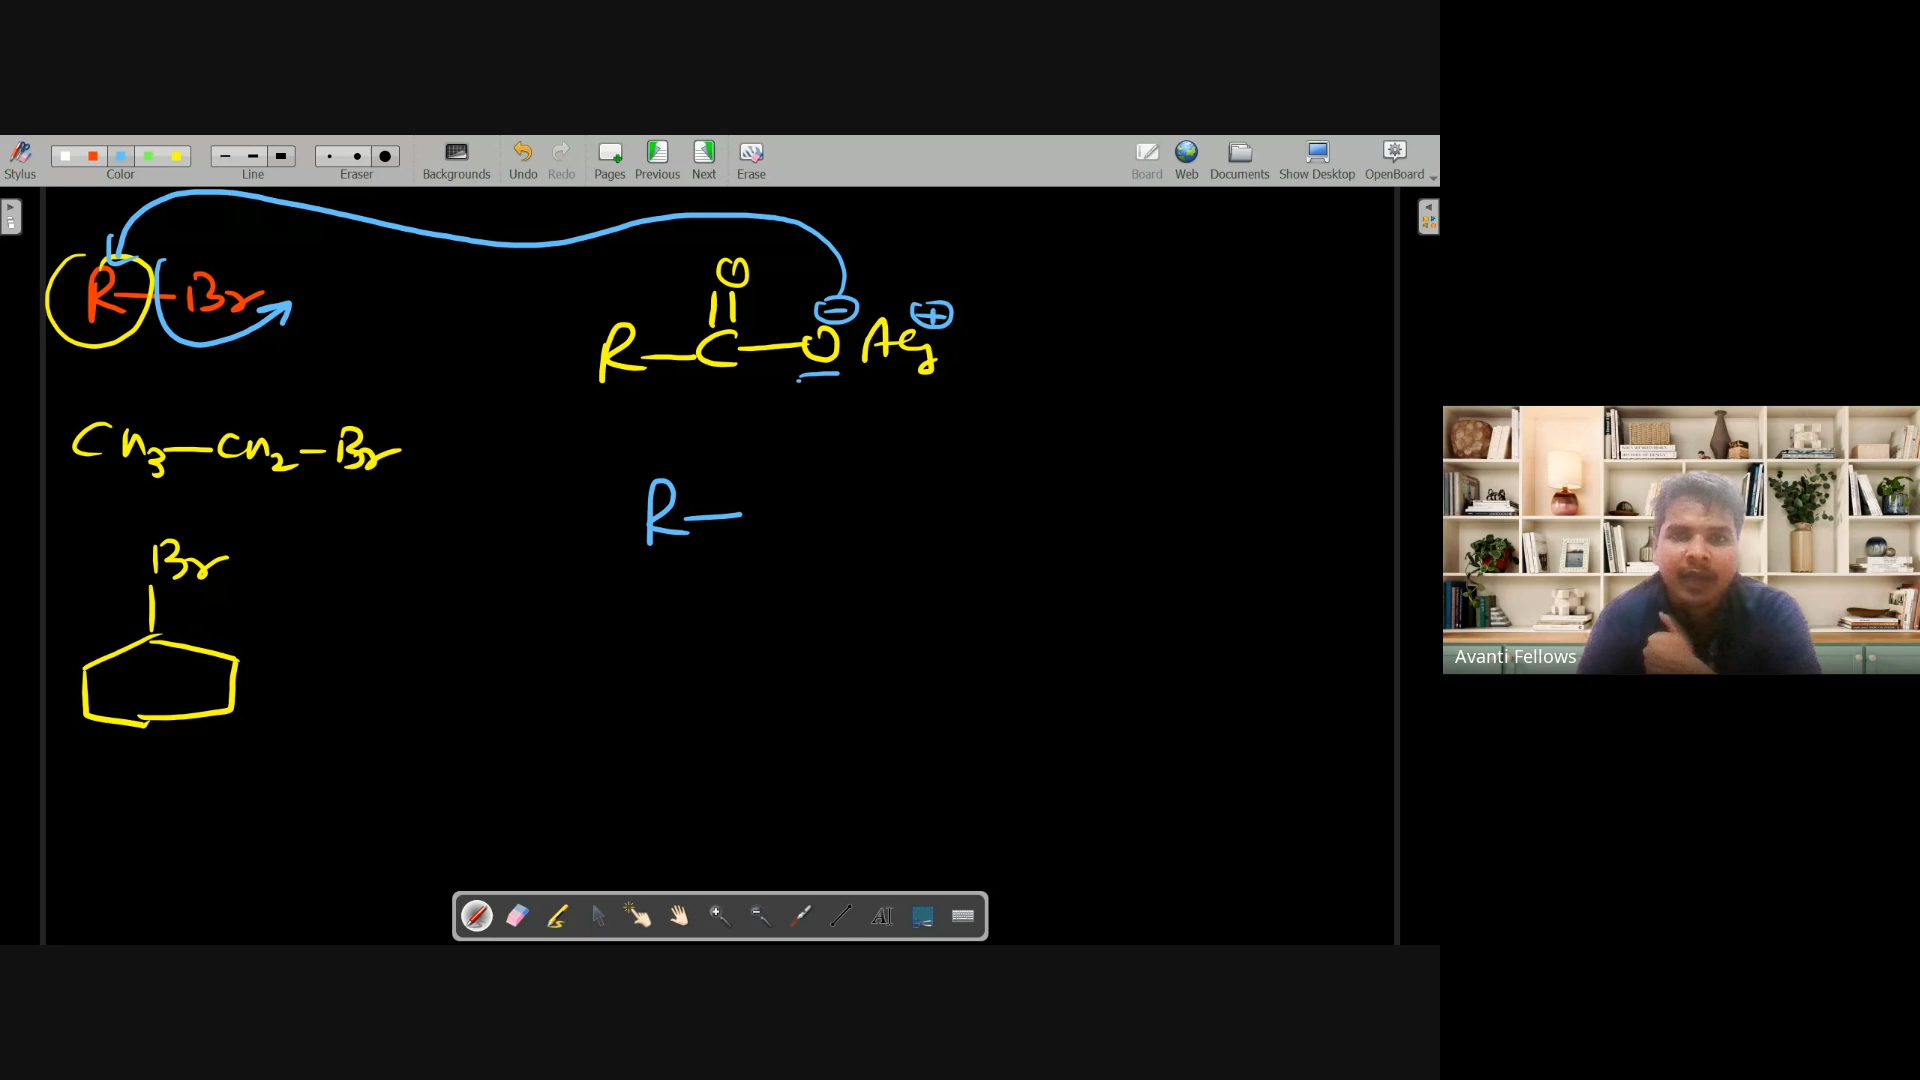 Stylus
Color
Line
Eraser
Backgrounds
Undo
Redo
Pages
Previous
Next
Erase
Board
Web
Documents
Show Desktop
OpenBoard
R—Br
O
||
R—C—O⊖ Ag⊕
CH3—CH2—Br
R—
Br
Avanti Fellows
AI